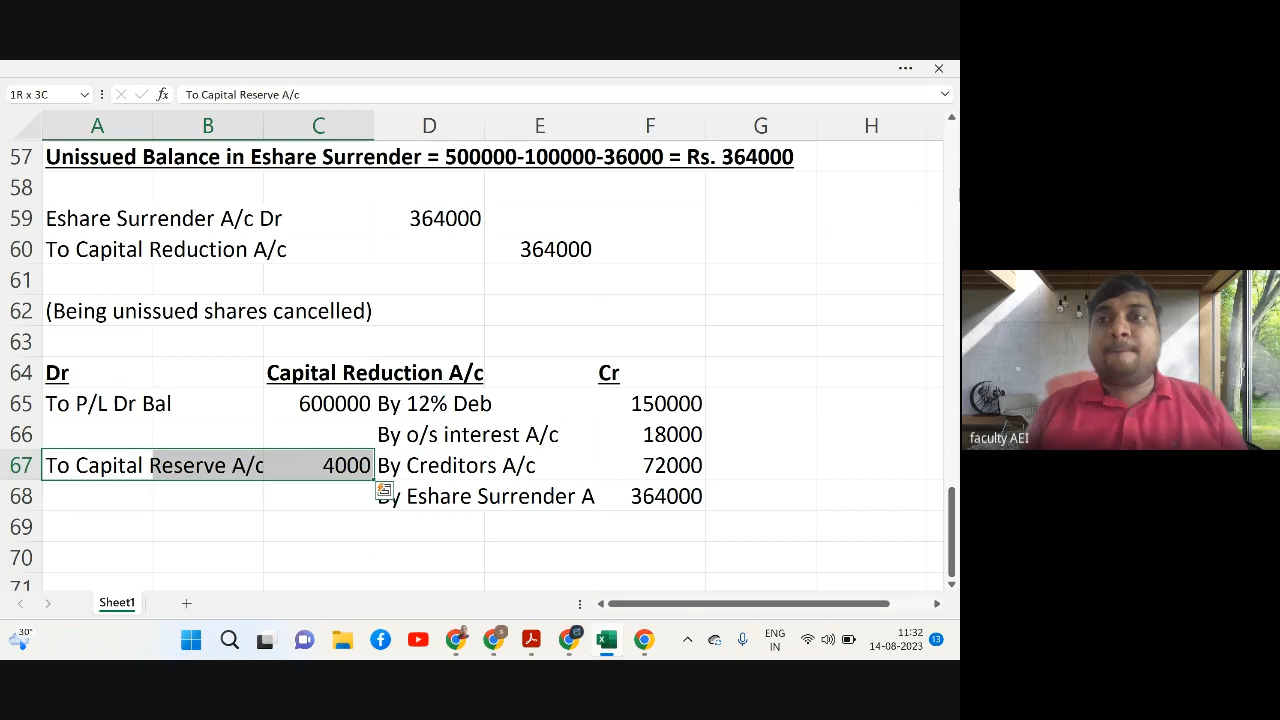 1R x 3C fx To Capital Reserve A/c
A B C D E F G H
57 Unissued Balance in Eshare Surrender = 500000-100000-36000 = Rs. 364000
58
59 Eshare Surrender A/c Dr 364000
60 To Capital Reduction A/c 364000
61
62 (Being unissued shares cancelled)
63
64 Dr Capital Reduction A/c Cr
65 To P/L Dr Bal 600000 By 12% Deb 150000
66 By o/s interest A/c 18000
67 To Capital Reserve A/c 4000 By Creditors A/c 72000
68 By Eshare Surrender A 364000
69
70
71
faculty AEI
Sheet1
30°
ENG
IN
11:32
14-08-2023
13